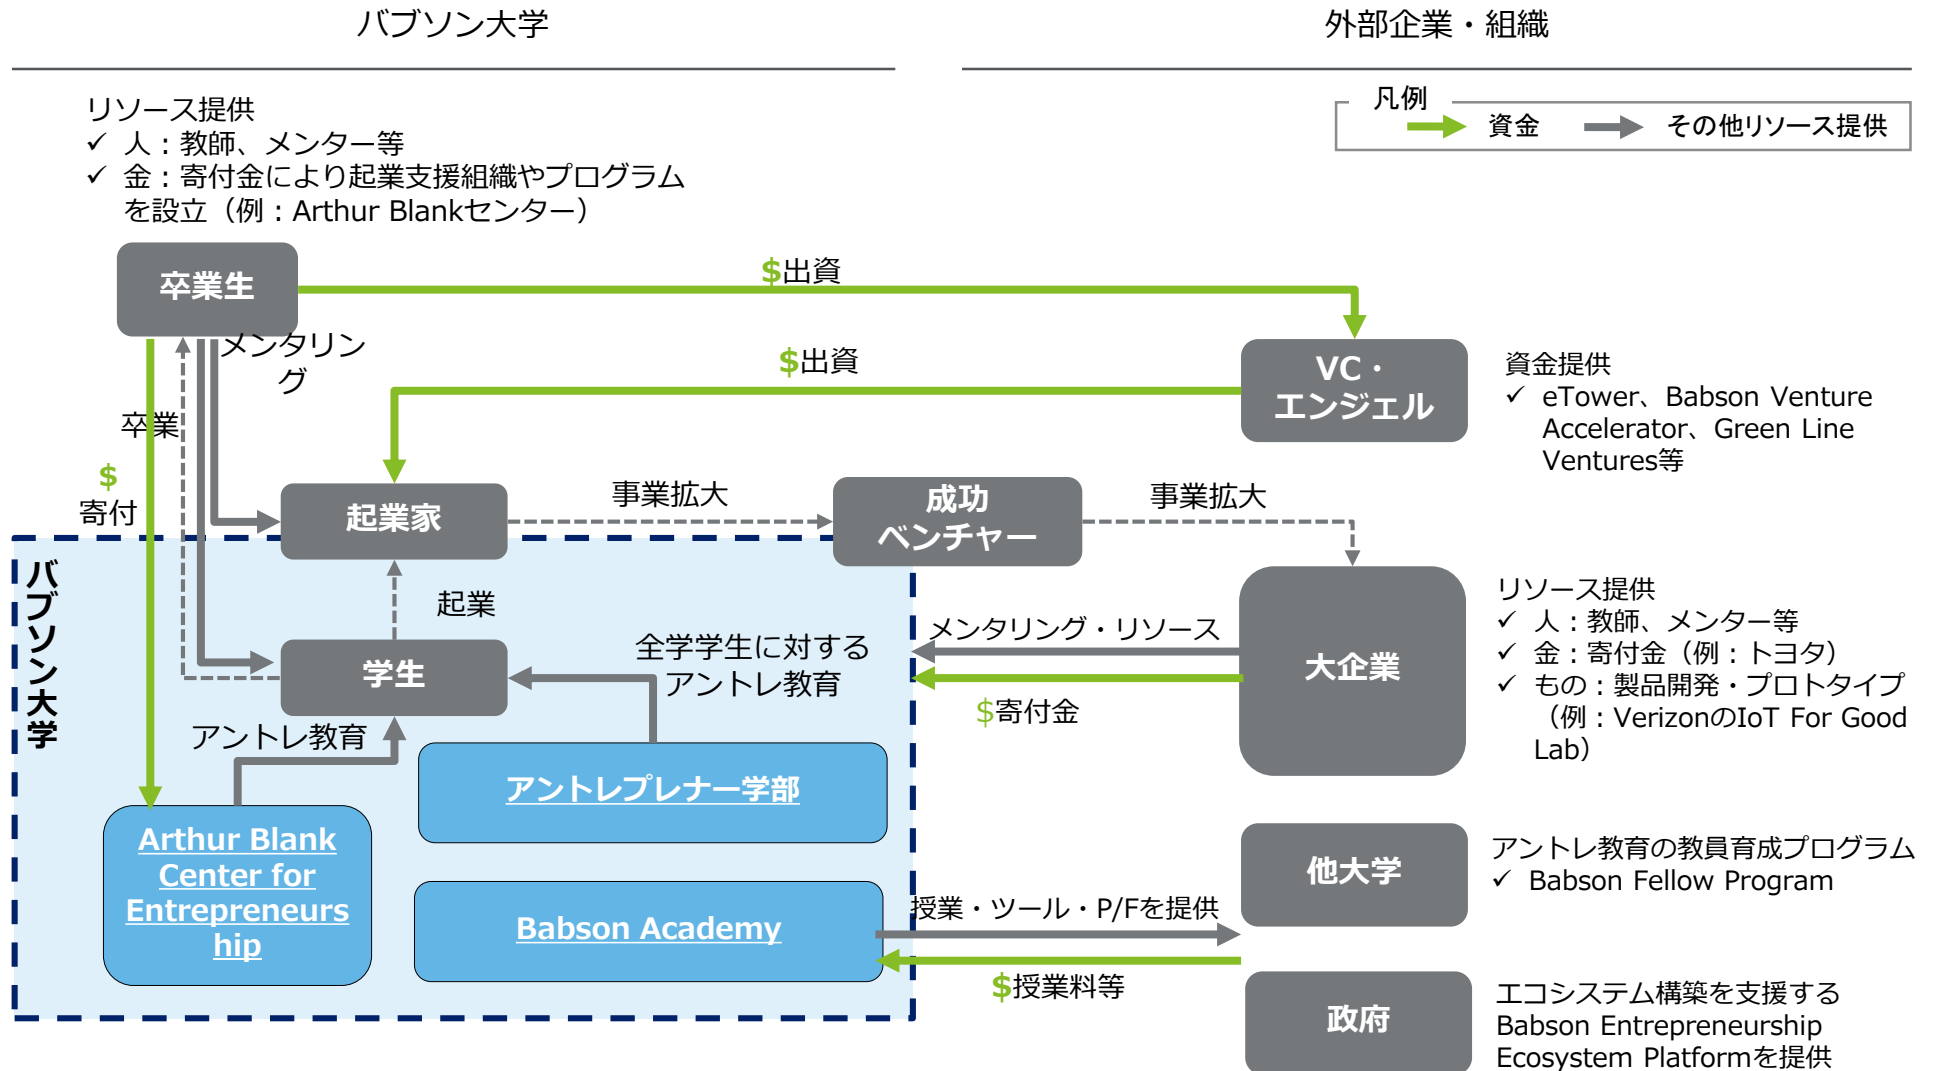 バブソン大学
外部企業・組織
凡例
資金
その他リソース提供
リソース提供
✓ 人：教師、メンター等
✓ 金：寄付金により起業支援組織やプログラム
を設立（例：Arthur Blankセンター）
卒業生
$出資
メンタリン
グ
$出資
VC・
エンジェル
資金提供
✓ eTower、Babson Venture
Accelerator、Green Line
Ventures等
卒業
$
寄付
起業家
事業拡大
成功
ベンチャー
事業拡大
バブソン大学
起業
学生
全学学生に対する
アントレ教育
メンタリング・リソース
大企業
$寄付金
リソース提供
✓ 人：教師、メンター等
✓ 金：寄付金（例：トヨタ）
✓ もの：製品開発・プロトタイプ
（例：VerizonのIoT For Good
Lab）
アントレ教育
アントレプレナー学部
Arthur Blank
Center for
Entrepreneurs
hip
Babson Academy
授業・ツール・P/Fを提供
$授業料等
他大学
アントレ教育の教員育成プログラム
✓ Babson Fellow Program
政府
エコシステム構築を支援する
Babson Entrepreneurship
Ecosystem Platformを提供